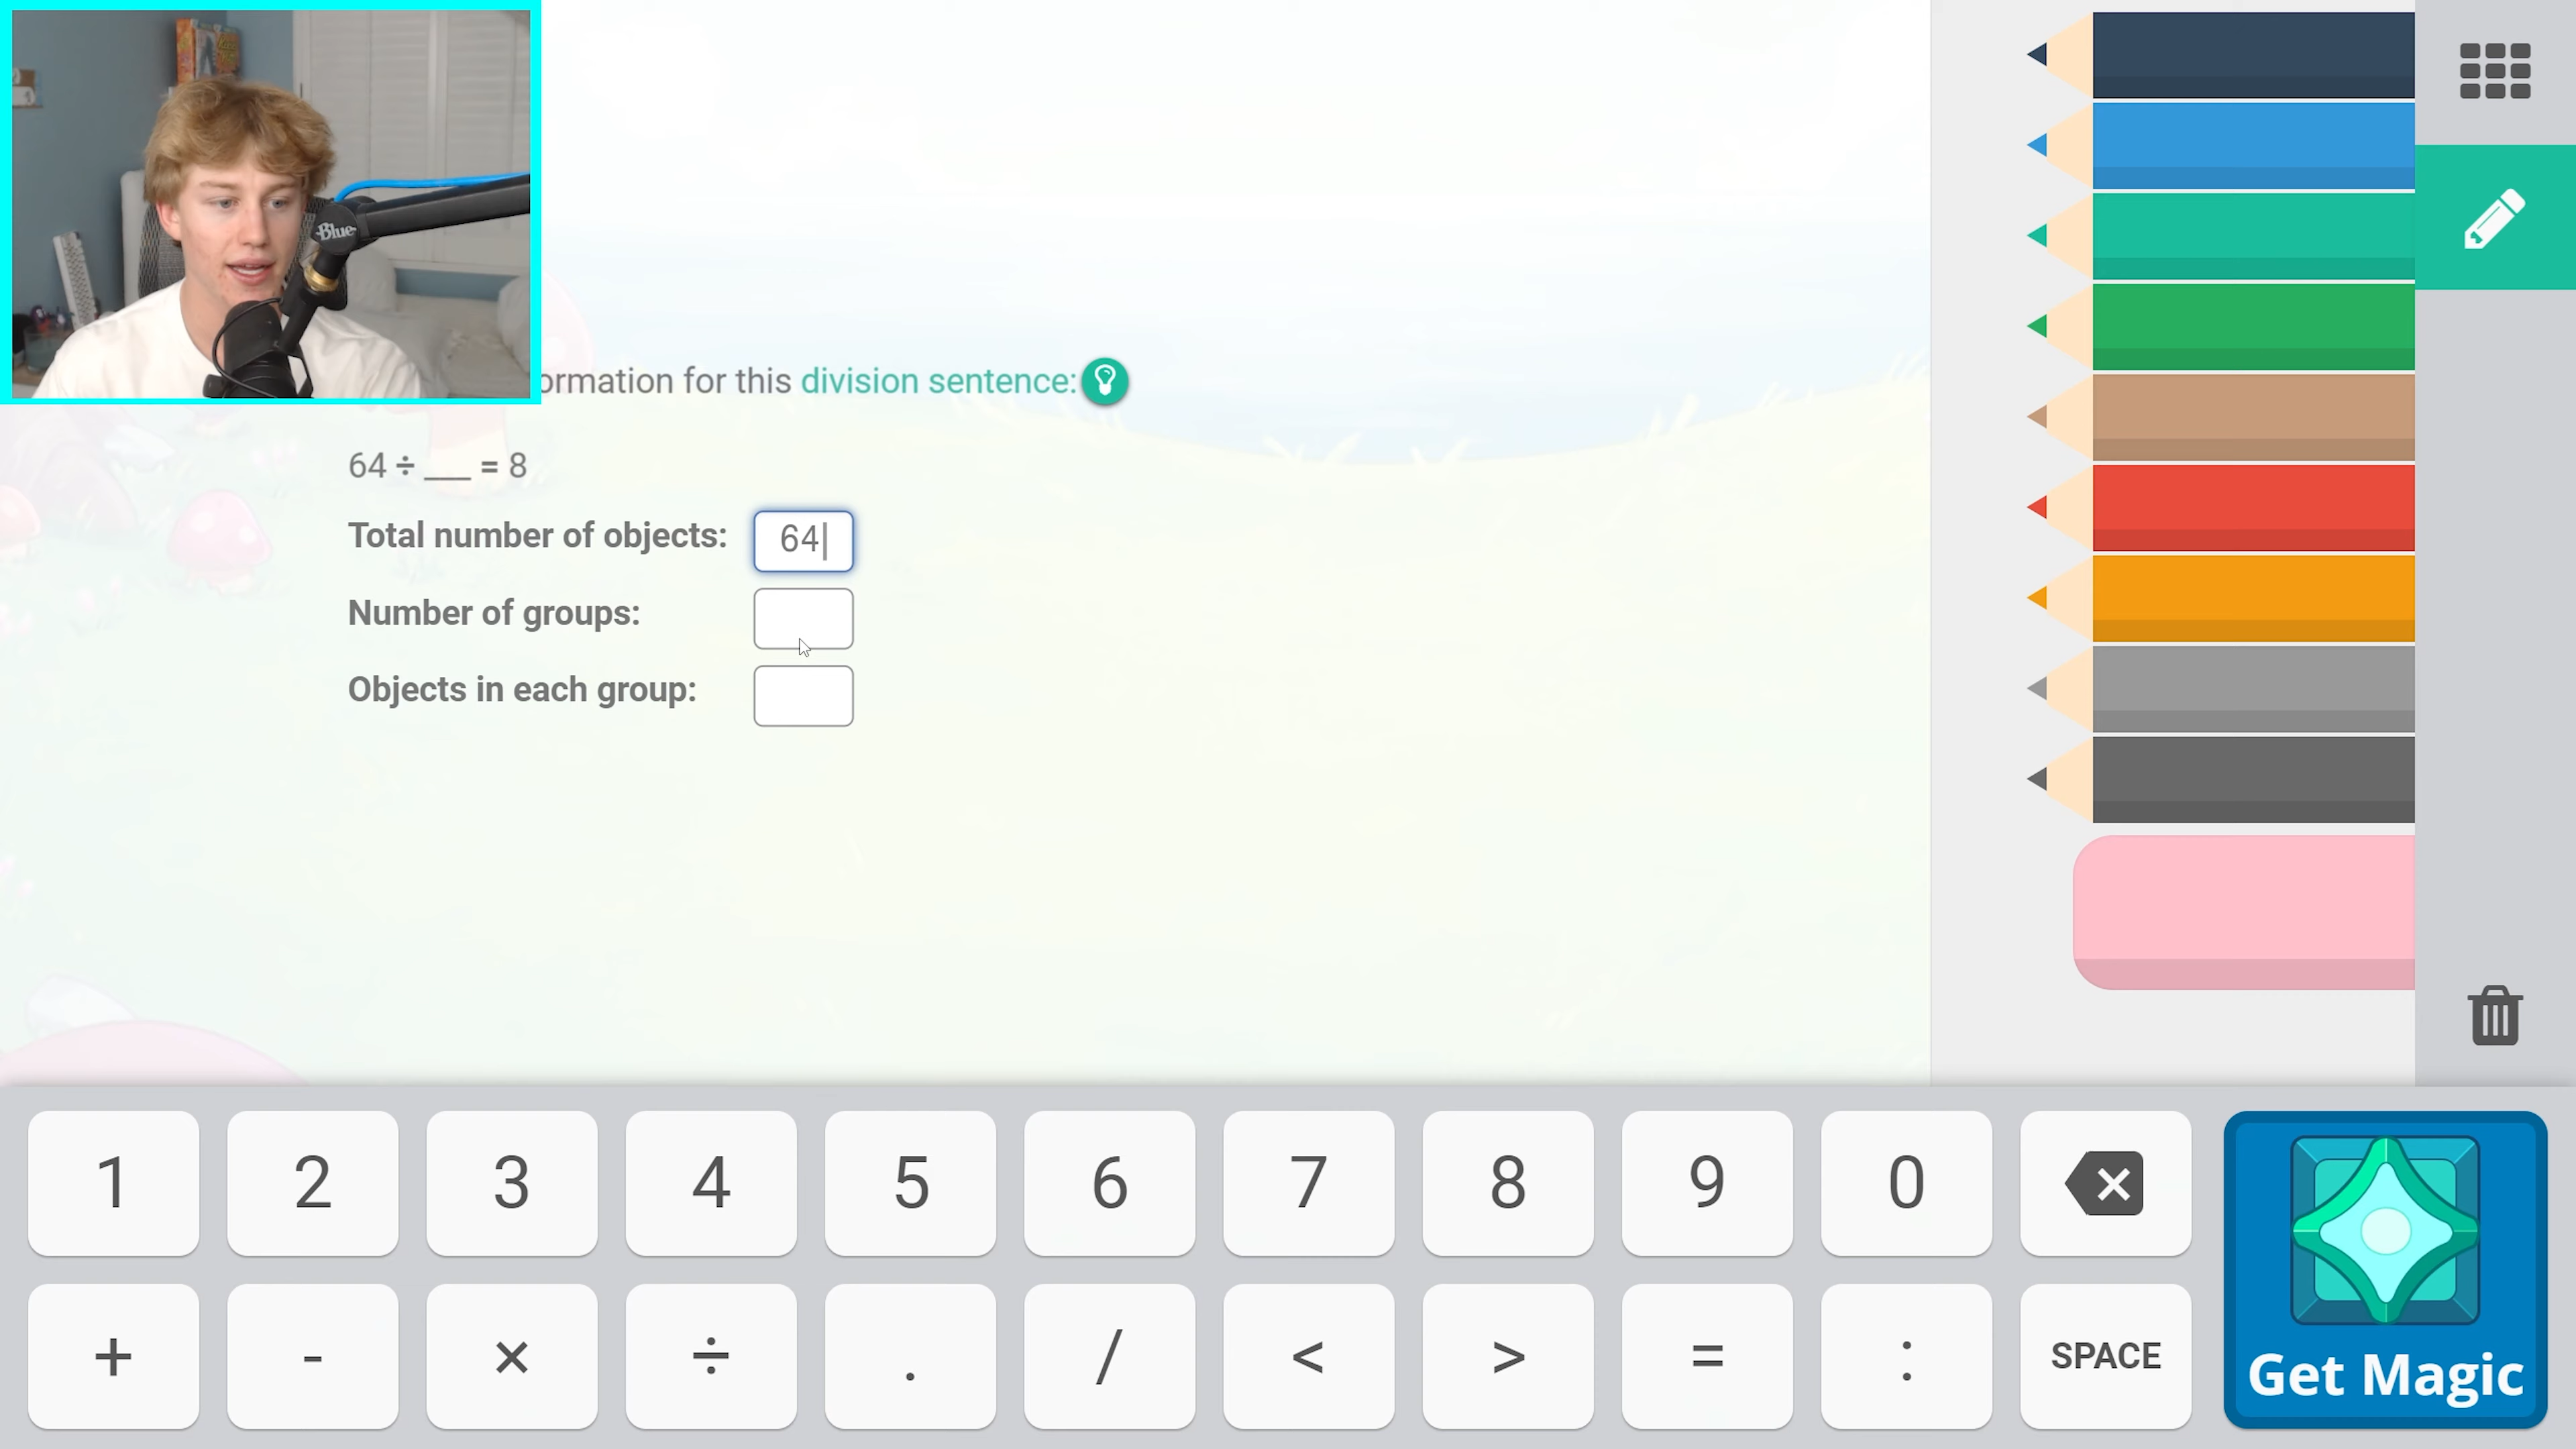 Blue
ormation for this division sentence:
64 ÷ ___ = 8
Total number of objects: 64
Number of groups:
Objects in each group:
1 2 3 4 5 6 7 8 9 0
+ - × ÷ . / < > = : SPACE
Get Magic